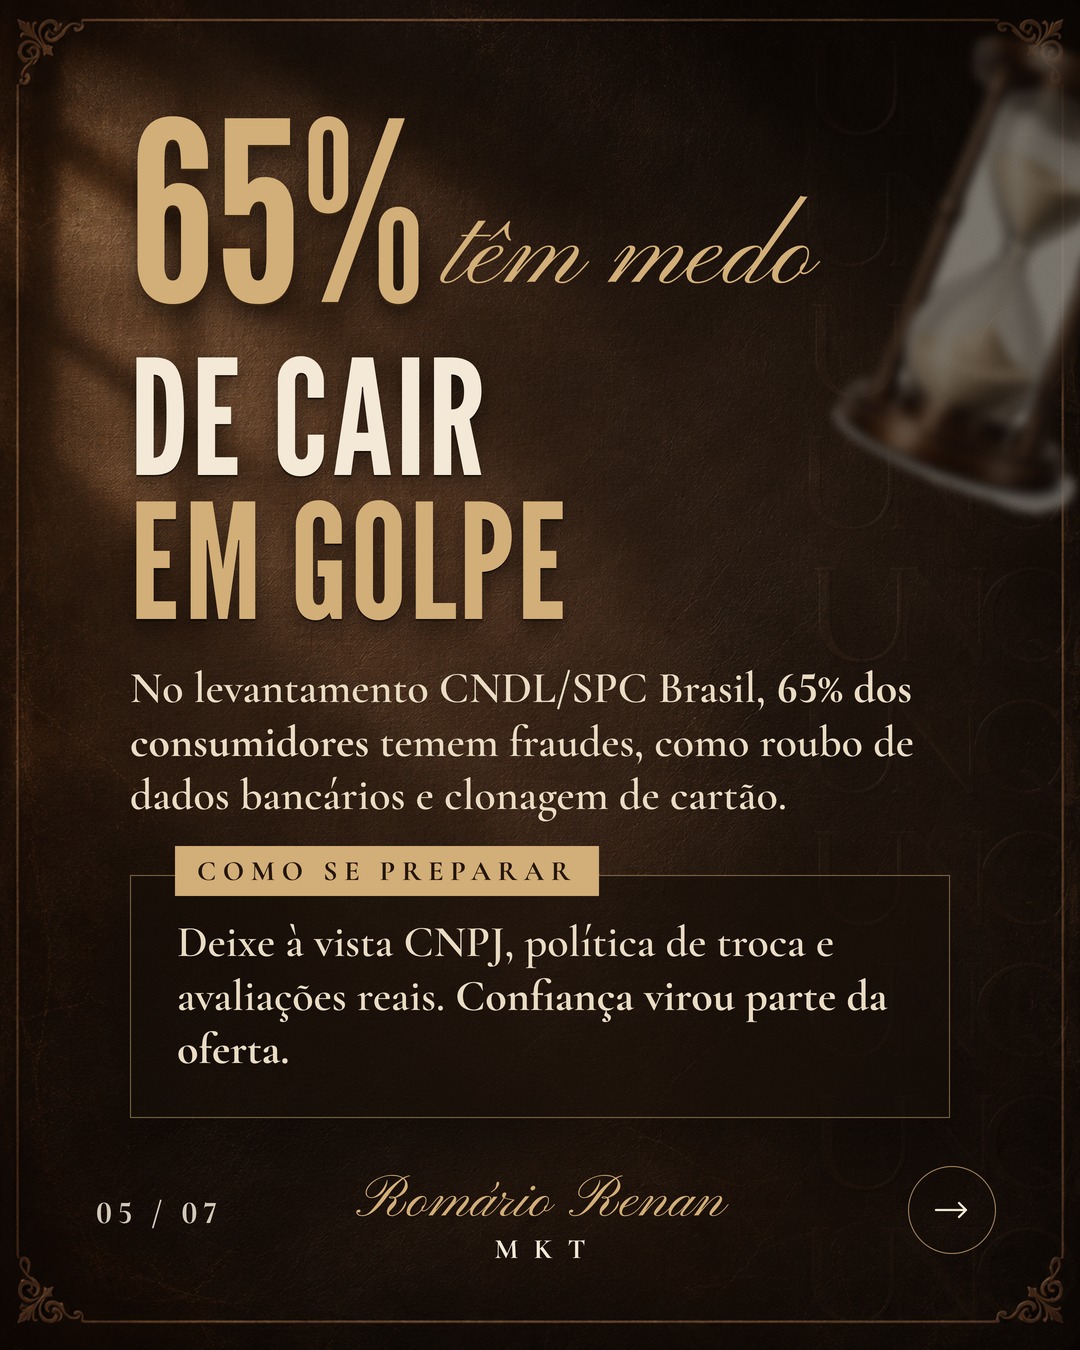 65% têm medo
DE CAIR
EM GOLPE
No levantamento CNDL/SPC Brasil, 65% dos
consumidores temem fraudes, como roubo de
dados bancários e clonagem de cartão.
COMO SE PREPARAR
Deixe à vista CNPJ, política de troca e
avaliações reais. Confiança virou parte da
oferta.
05 / 07
Romário Renan
MKT